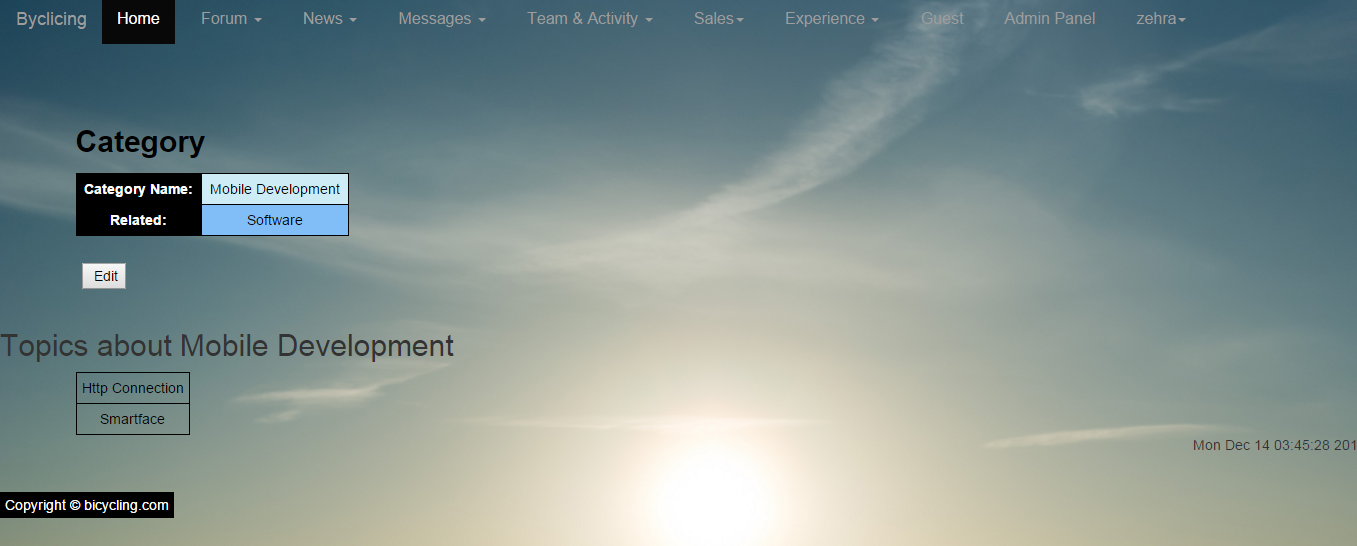 Byclicing Home Forum News Messages Team & Activity Sales Experience Guest Admin Panel zehra
Category
Category Name: Mobile Development
Related: Software
Edit
Topics about Mobile Development
Http Connection
Smartface
Mon Dec 14 03:45:28 201
Copyright © bicycling.com